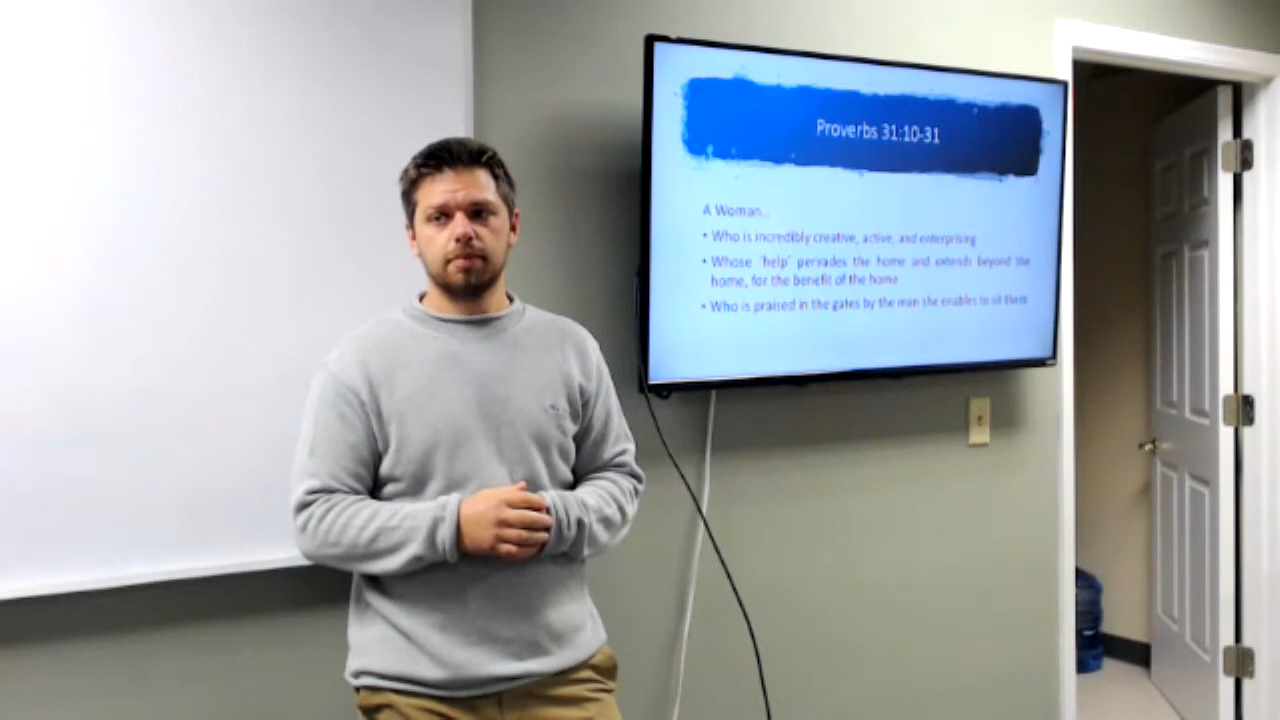 Proverbs 31:10-31
A Woman...
• Who is incredibly creative, active, and enterprising
• Whose 'help' pervades the home and extends beyond the
home, for the benefit of the home
• Who is praised in the gates by the man she enables to sit there